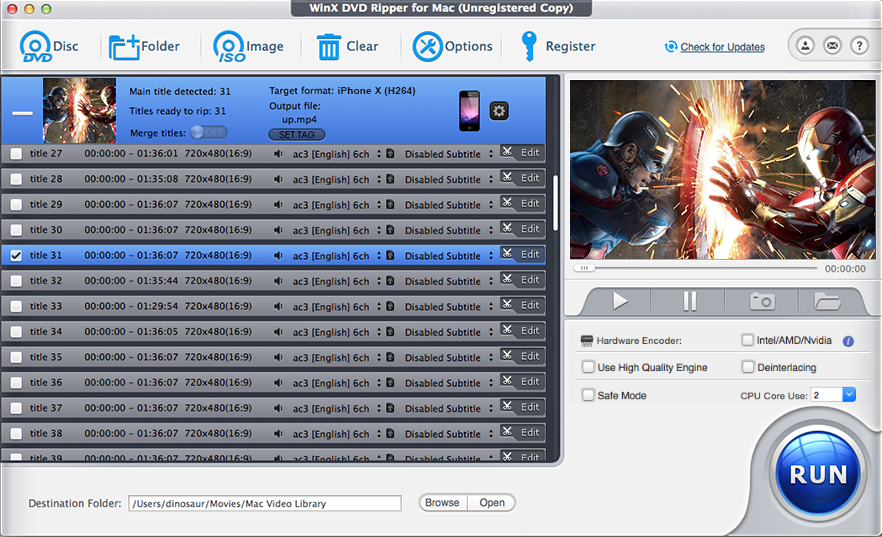 WinX DVD Ripper for Mac (Unregistered Copy)
DVD Disc Folder ISO Image Clear Options Register Check for Updates ?
Main title detected: 31
Titles ready to rip: 31
Merge titles: OFF
Target format: iPhone X (H264)
Output file:
up.mp4
SET TAG
title 27 00:00:00 - 01:36:01 720x480(16:9) ac3 [English] 6ch Disabled Subtitle Edit
title 28 00:00:00 - 01:35:08 720x480(16:9) ac3 [English] 6ch Disabled Subtitle Edit
title 29 00:00:00 - 01:36:07 720x480(16:9) ac3 [English] 6ch Disabled Subtitle Edit
title 30 00:00:00 - 01:36:07 720x480(16:9) ac3 [English] 6ch Disabled Subtitle Edit
title 31 00:00:00 - 01:36:07 720x480(16:9) ac3 [English] 6ch Disabled Subtitle Edit
title 32 00:00:00 - 01:35:44 720x480(16:9) ac3 [English] 6ch Disabled Subtitle Edit
title 33 00:00:00 - 01:29:54 720x480(16:9) ac3 [English] 6ch Disabled Subtitle Edit
title 34 00:00:00 - 01:36:05 720x480(16:9) ac3 [English] 6ch Disabled Subtitle Edit
title 35 00:00:00 - 01:36:07 720x480(16:9) ac3 [English] 6ch Disabled Subtitle Edit
title 36 00:00:00 - 01:36:07 720x480(16:9) ac3 [English] 6ch Disabled Subtitle Edit
title 37 00:00:00 - 01:36:07 720x480(16:9) ac3 [English] 6ch Disabled Subtitle Edit
title 38 00:00:00 - 01:36:07 720x480(16:9) ac3 [English] 6ch Disabled Subtitle Edit
title 39 00:00:00 - 01:36:07 720x480(16:9) ac3 [English] 6ch Disabled Subtitle Edit
00:00:00
Hardware Encoder: Intel/AMD/Nvidia i
Use High Quality Engine Deinterlacing
Safe Mode CPU Core Use: 2
RUN
Destination Folder: /Users/dinosaur/Movies/Mac Video Library Browse Open